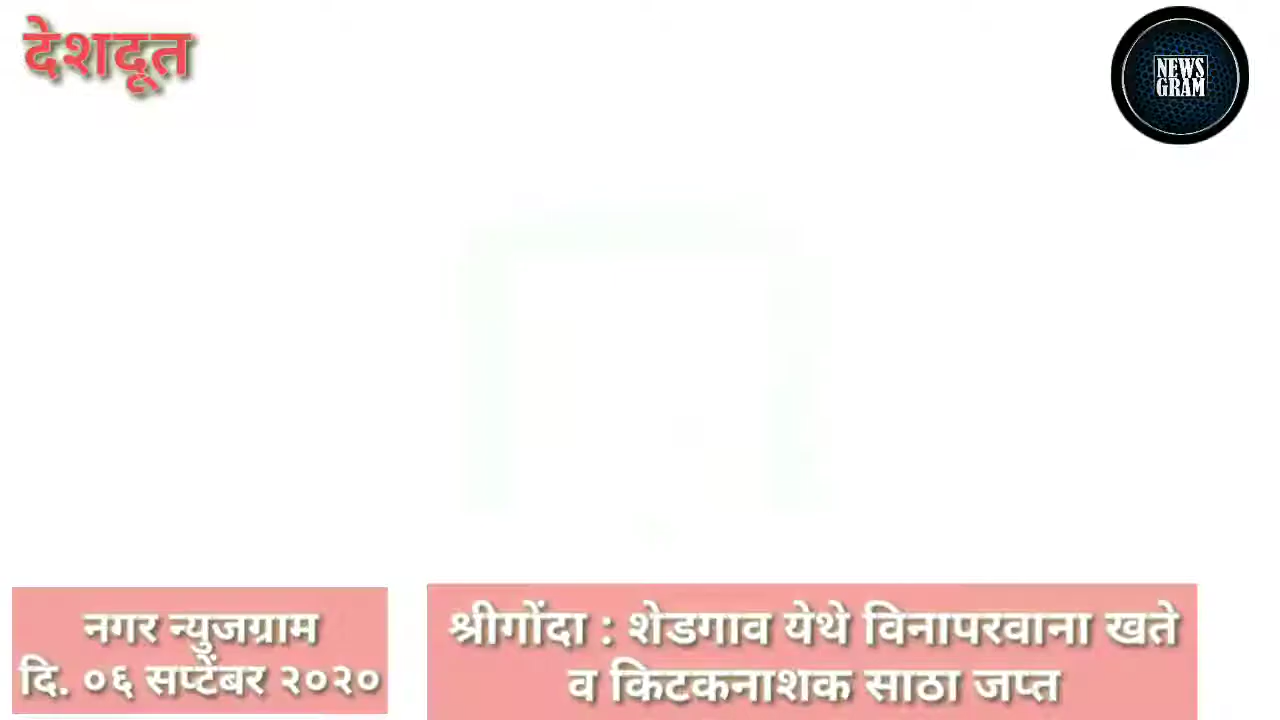 देशदूत
NEWS
GRAM
नगर न्युजग्राम
दि. ०६ सप्टेंबर २०२०
श्रीगोंदा : शेडगाव येथे विनापरवाना खते
व किटकनाशक साठा जप्त